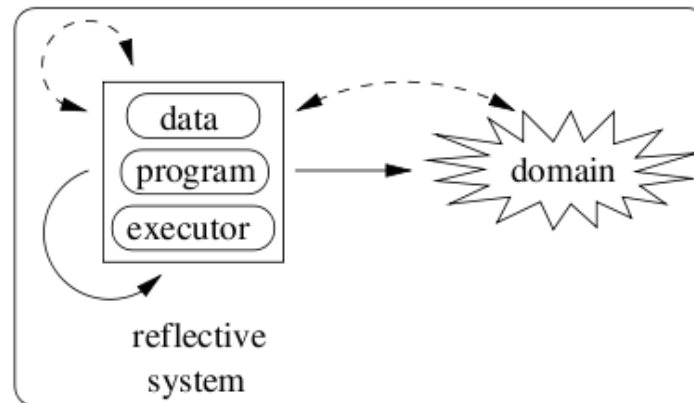 data
program
domain
executor
reflective
system